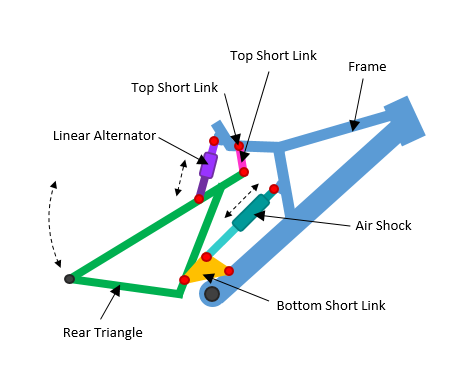 Top Short Link
Frame
Top Short Link
Linear Alternator
Air Shock
Bottom Short Link
Rear Triangle